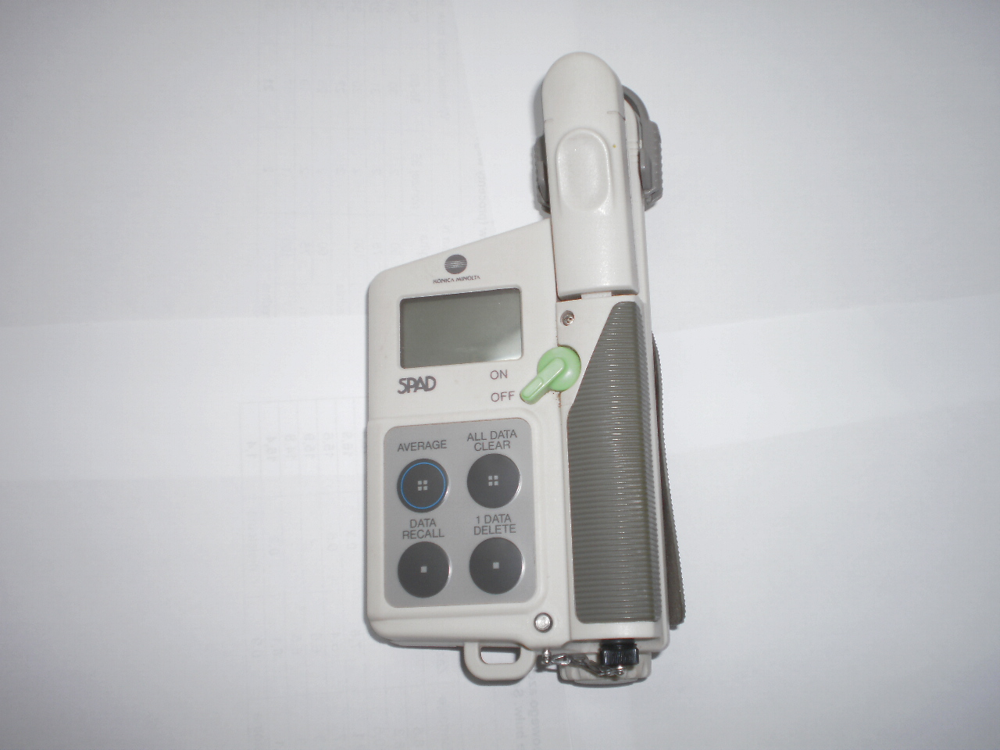 KONICA MINOLTA
SPAD
ON
OFF
AVERAGE
ALL DATA
CLEAR
DATA
RECALL
1 DATA
DELETE